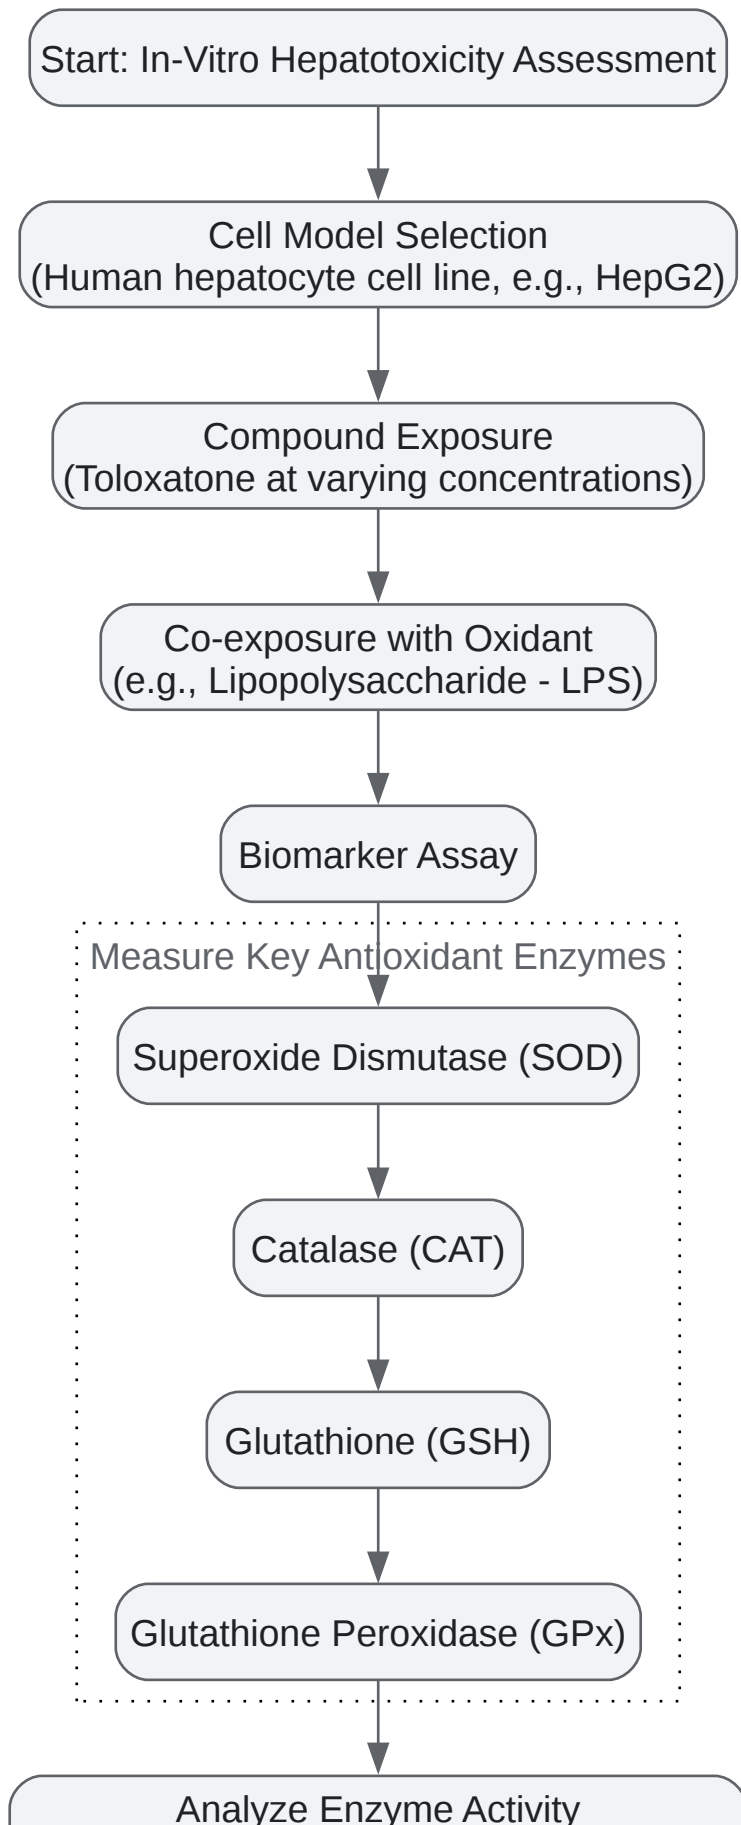 Start: In-Vitro Hepatotoxicity Assessment
Cell Model Selection
(Human hepatocyte cell line, e.g., HepG2)
Compound Exposure
(Toloxatone at varying concentrations)
Co-exposure with Oxidant
(e.g., Lipopolysaccharide - LPS)
Biomarker Assay
Measure Key Antioxidant Enzymes
Superoxide Dismutase (SOD)
Catalase (CAT)
Glutathione (GSH)
Glutathione Peroxidase (GPx)
Analyze Enzyme Activity